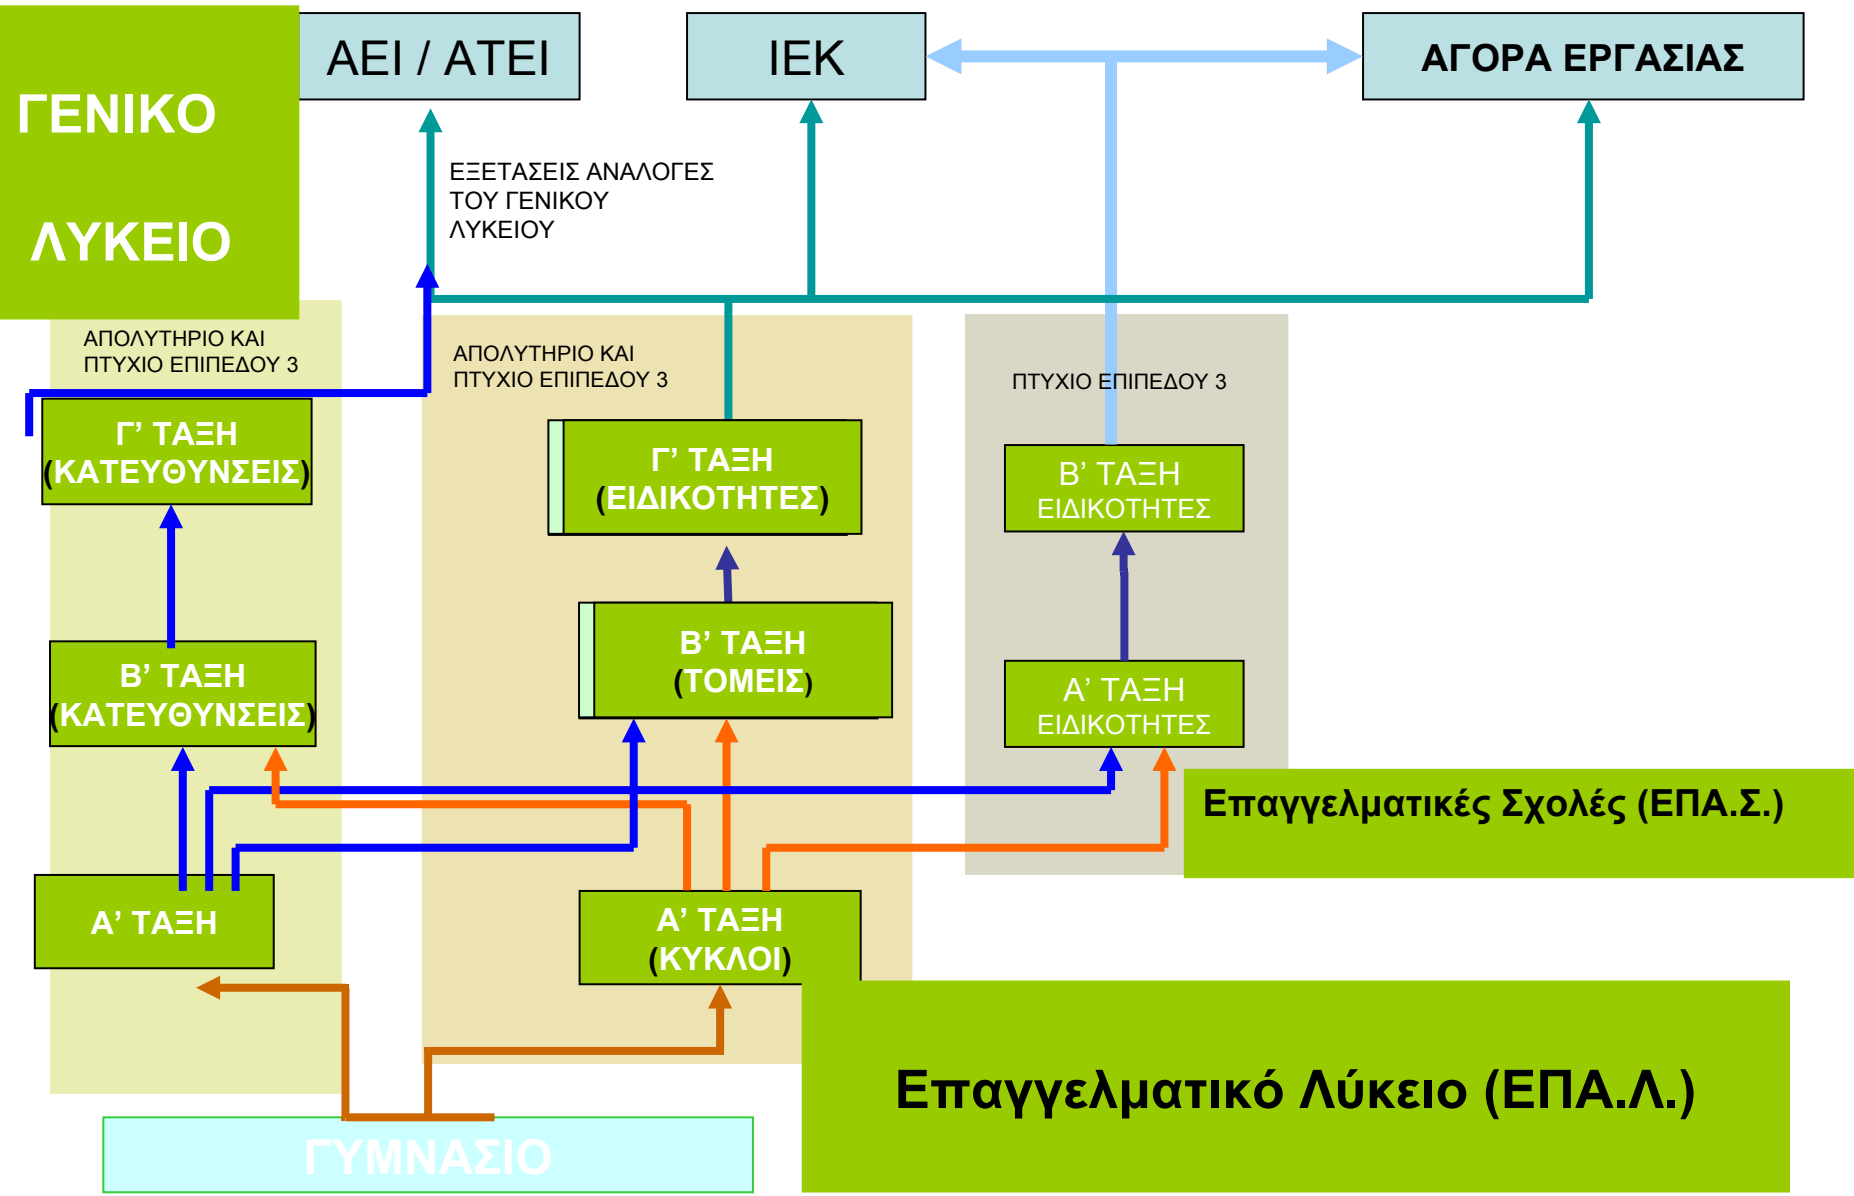 ΓΕΝΙΚΟ
ΛΥΚΕΙΟ
ΑΕΙ / ΑΤΕΙ
ΙΕΚ
ΑΓΟΡΑ ΕΡΓΑΣΙΑΣ
ΕΞΕΤΑΣΕΙΣ ΑΝΑΛΟΓΕΣ
ΤΟΥ ΓΕΝΙΚΟΥ
ΛΥΚΕΙΟΥ
ΑΠΟΛΥΤΗΡΙΟ ΚΑΙ
ΠΤΥΧΙΟ ΕΠΙΠΕΔΟΥ 3
ΑΠΟΛΥΤΗΡΙΟ ΚΑΙ
ΠΤΥΧΙΟ ΕΠΙΠΕΔΟΥ 3
ΠΤΥΧΙΟ ΕΠΙΠΕΔΟΥ 3
Γ’ ΤΑΞΗ
(ΚΑΤΕΥΘΥΝΣΕΙΣ)
Γ’ ΤΑΞΗ
(ΕΙΔΙΚΟΤΗΤΕΣ)
Β’ ΤΑΞΗ
ΕΙΔΙΚΟΤΗΤΕΣ
Β’ ΤΑΞΗ
(ΚΑΤΕΥΘΥΝΣΕΙΣ)
Β’ ΤΑΞΗ
(ΤΟΜΕΙΣ)
Α’ ΤΑΞΗ
ΕΙΔΙΚΟΤΗΤΕΣ
Επαγγελματικές Σχολές (ΕΠΑ.Σ.)
Α’ ΤΑΞΗ
Α’ ΤΑΞΗ
(ΚΥΚΛΟΙ)
Επαγγελματικό Λύκειο (ΕΠΑ.Λ.)
ΓΥΜΝΑΣΙΟ